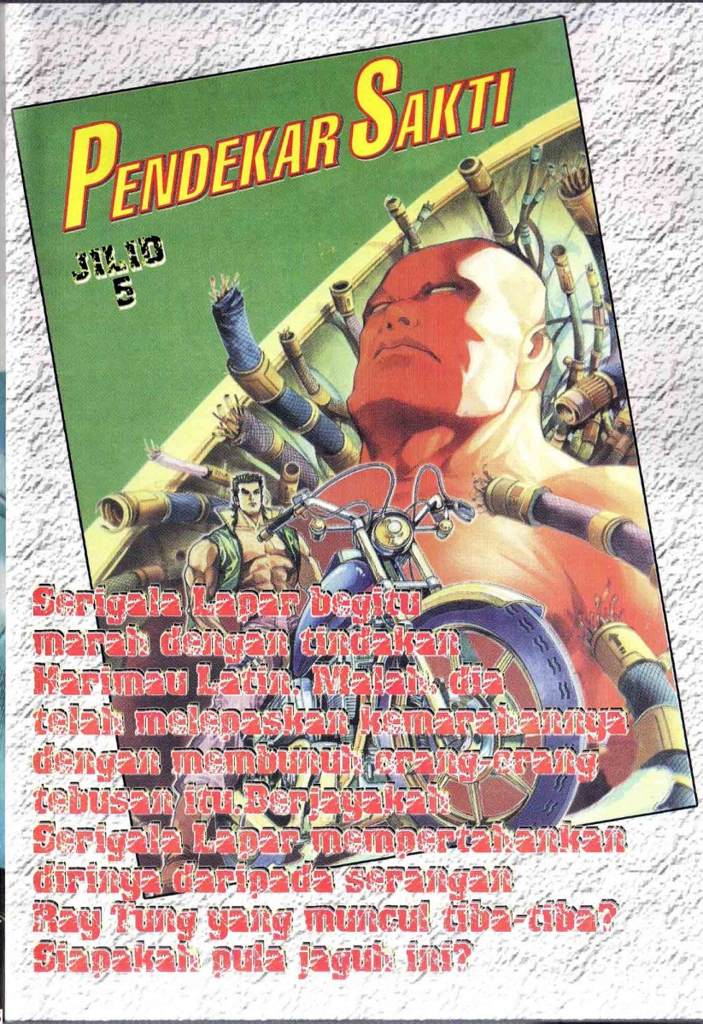 PENDEKAR SAKTI
JILID
5
Serigala Lapar begitu
marah dengan tindakan
Harimau Latin. Malah, dia
telah melepaskan kemarahannya
dengan membunuh orang-orang
tebusan itu.Berjayakah
Serigala Lapar mempertahankan
dirinya daripada serangan
Ray Tung yang muncul tiba-tiba?
Siapakah pula jaguh ini?